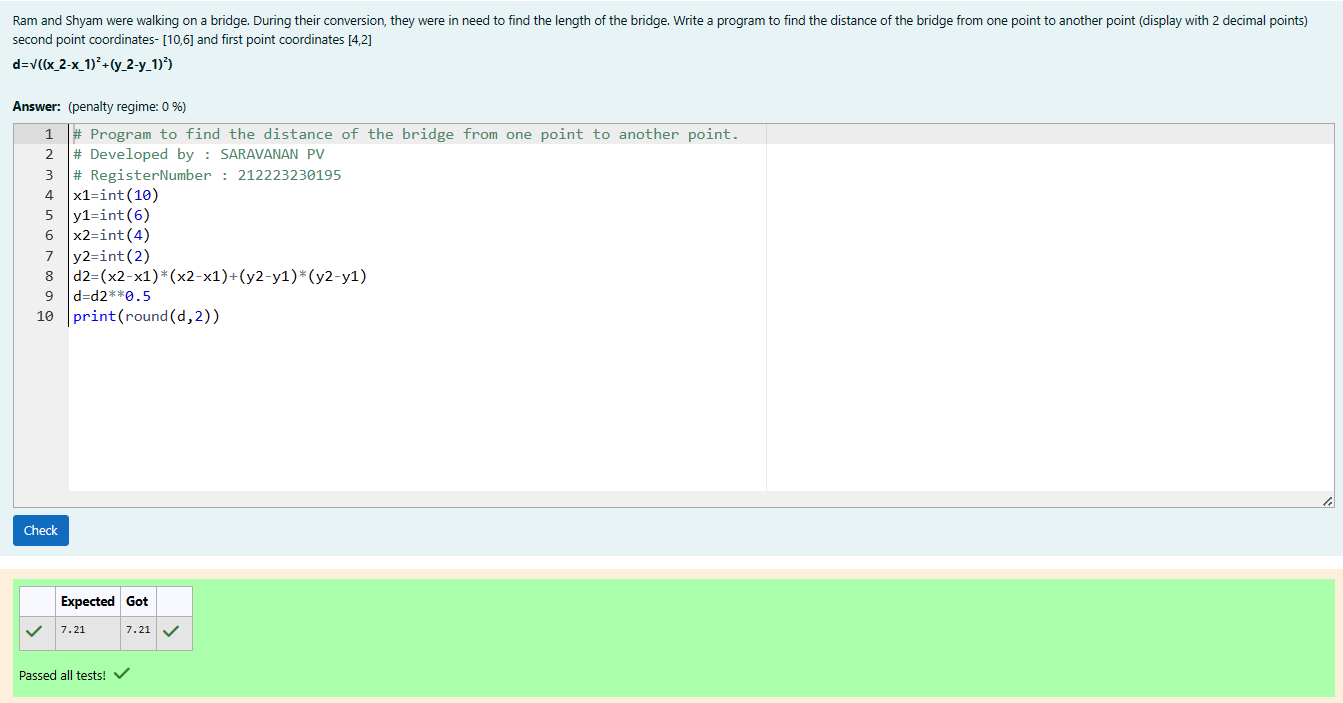 Ram and Shyam were walking on a bridge. During their conversion, they were in need to find the length of the bridge. Write a program to find the distance of the bridge from one point to another point (display with 2 decimal points)
second point coordinates- [10,6] and first point coordinates [4,2]
d=√((x_2-x_1)²+(y_2-y_1)²)
Answer: (penalty regime: 0 %)
1 # Program to find the distance of the bridge from one point to another point.
2 # Developed by : SARAVANAN PV
3 # RegisterNumber : 212223230195
4 x1=int(10)
5 y1=int(6)
6 x2=int(4)
7 y2=int(2)
8 d2=(x2-x1)*(x2-x1)+(y2-y1)*(y2-y1)
9 d=d2**0.5
10 print(round(d,2))
Check
Expected Got
7.21 7.21
Passed all tests!